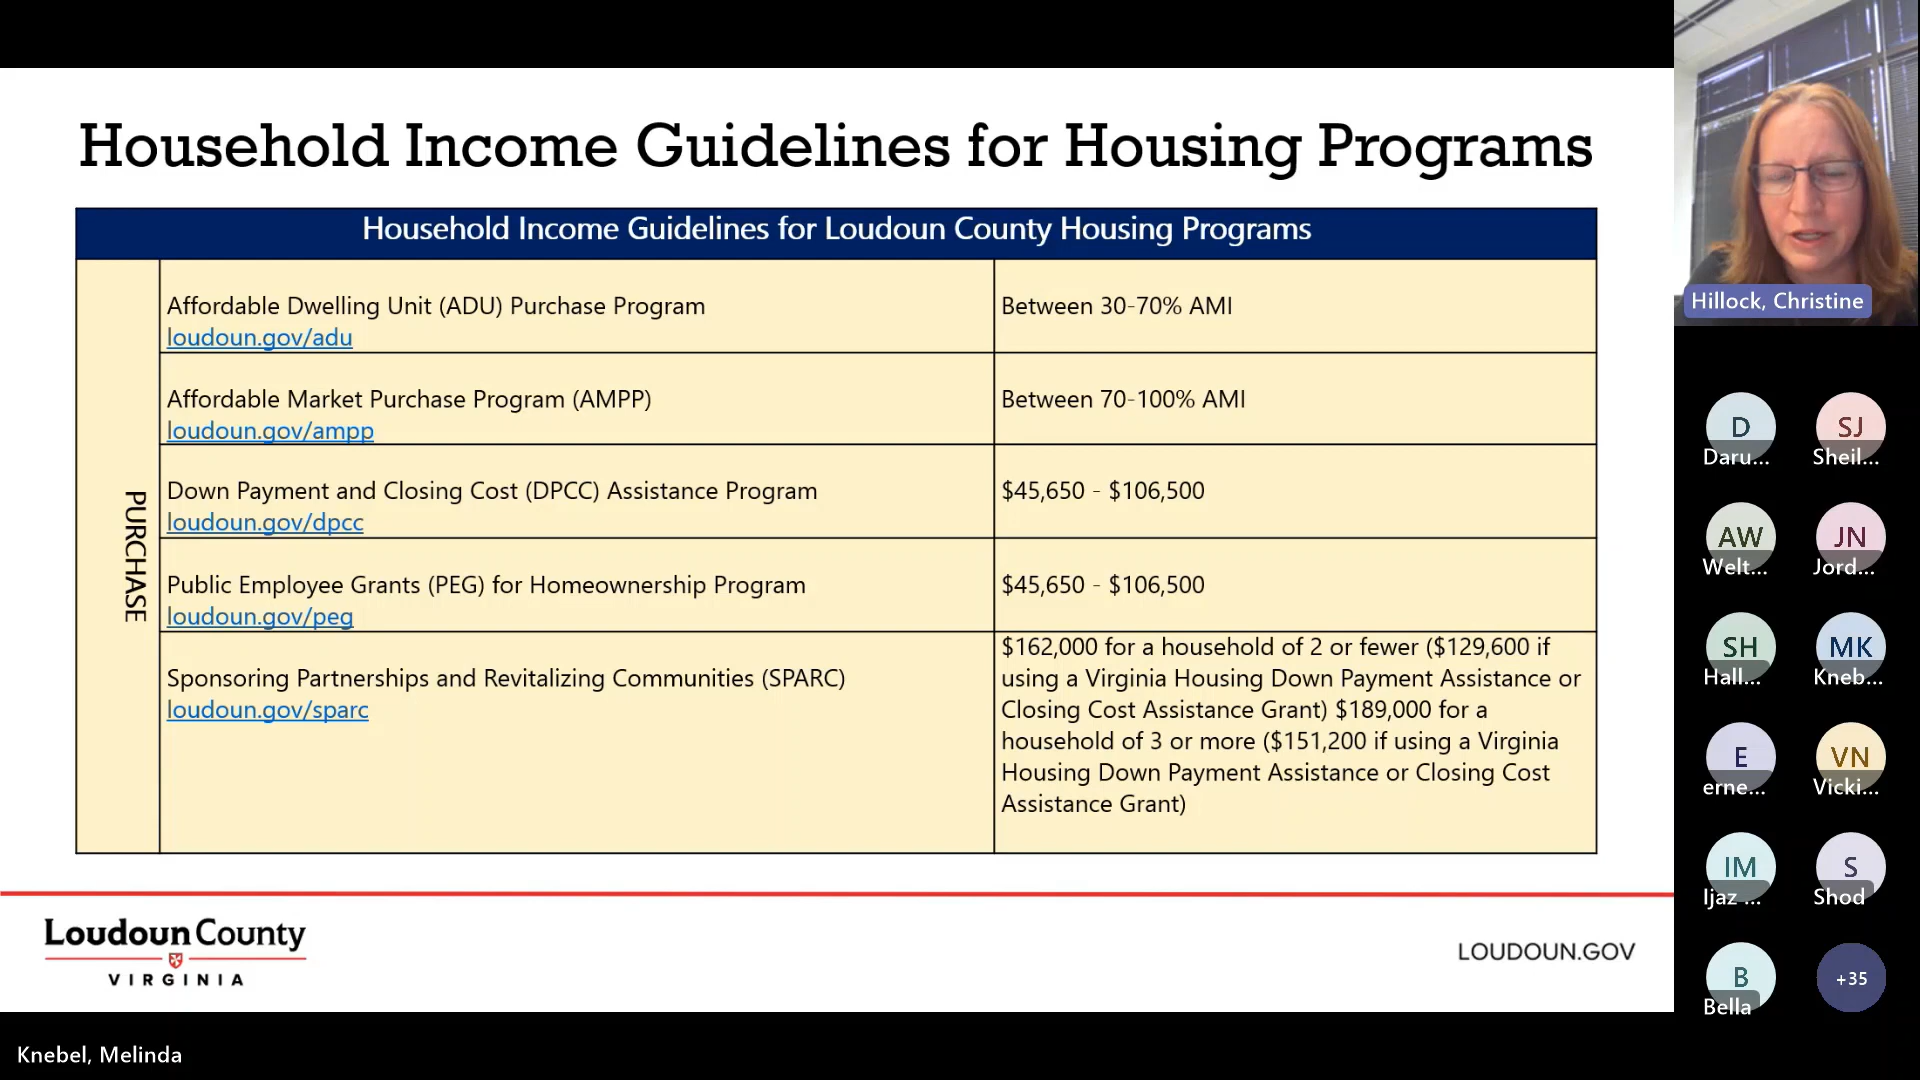 Household Income Guidelines for Housing Programs
Household Income Guidelines for Loudoun County Housing Programs
PURCHASE
Affordable Dwelling Unit (ADU) Purchase Program
loudoun.gov/adu
Between 30-70% AMI
Affordable Market Purchase Program (AMPP)
loudoun.gov/ampp
Between 70-100% AMI
Down Payment and Closing Cost (DPCC) Assistance Program
loudoun.gov/dpcc
$45,650 - $106,500
Public Employee Grants (PEG) for Homeownership Program
loudoun.gov/peg
$45,650 - $106,500
Sponsoring Partnerships and Revitalizing Communities (SPARC)
loudoun.gov/sparc
$162,000 for a household of 2 or fewer ($129,600 if
using a Virginia Housing Down Payment Assistance or
Closing Cost Assistance Grant) $189,000 for a
household of 3 or more ($151,200 if using a Virginia
Housing Down Payment Assistance or Closing Cost
Assistance Grant)
Loudoun County
VIRGINIA
LOUDOUN.GOV
Knebel, Melinda
Hillock, Christine
D
Daru...
SJ
Sheil...
AW
Welt...
JN
Jord...
SH
Hall...
MK
Kneb...
E
erne...
VN
Vicki...
IM
Ijaz ...
S
Shod
B
Bella
+35